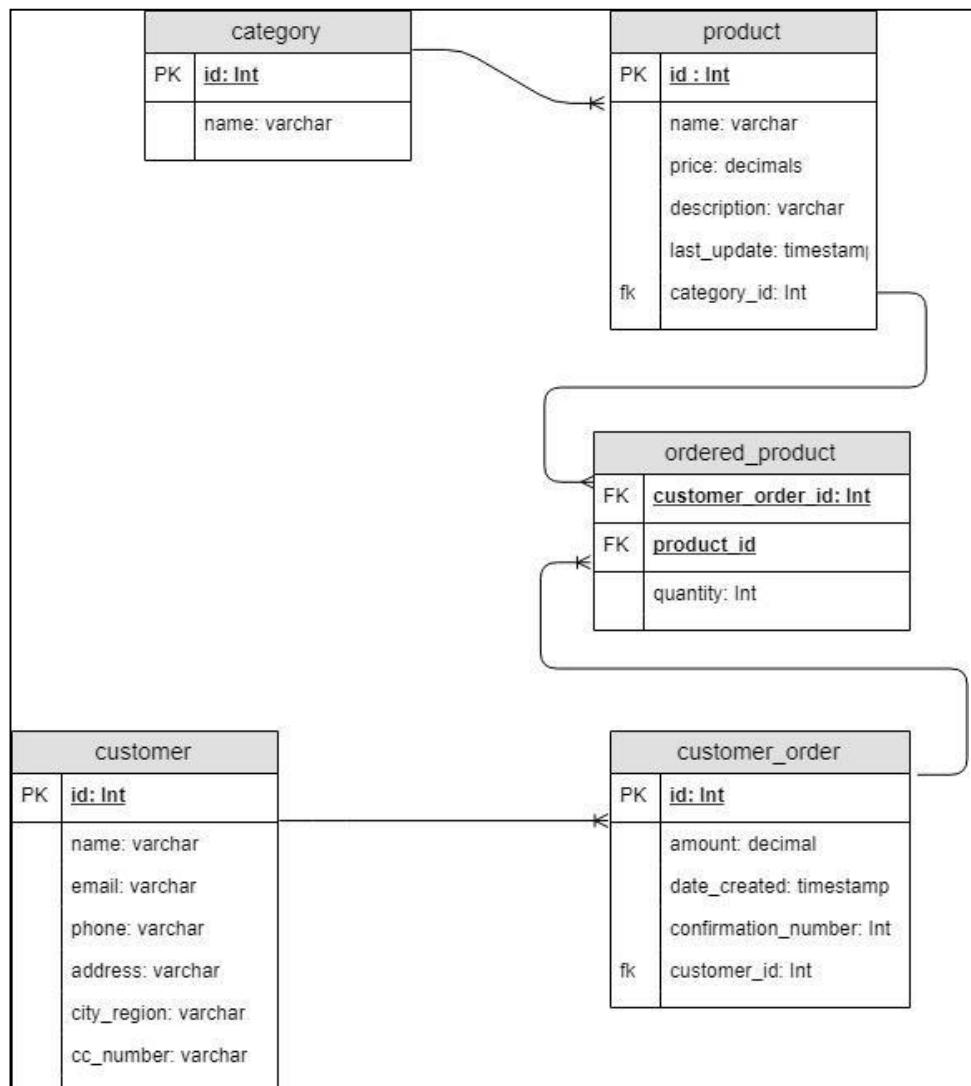 category
PK id: Int
name: varchar
product
PK id : Int
name: varchar
price: decimals
description: varchar
last_update: timestam
fk category_id: Int
ordered_product
FK customer_order_id: Int
FK product_id
quantity: Int
customer
PK id: Int
name: varchar
email: varchar
phone: varchar
address: varchar
city_region: varchar
cc_number: varchar
customer_order
PK id: Int
amount: decimal
date_created: timestamp
confirmation_number: Int
fk customer_id: Int